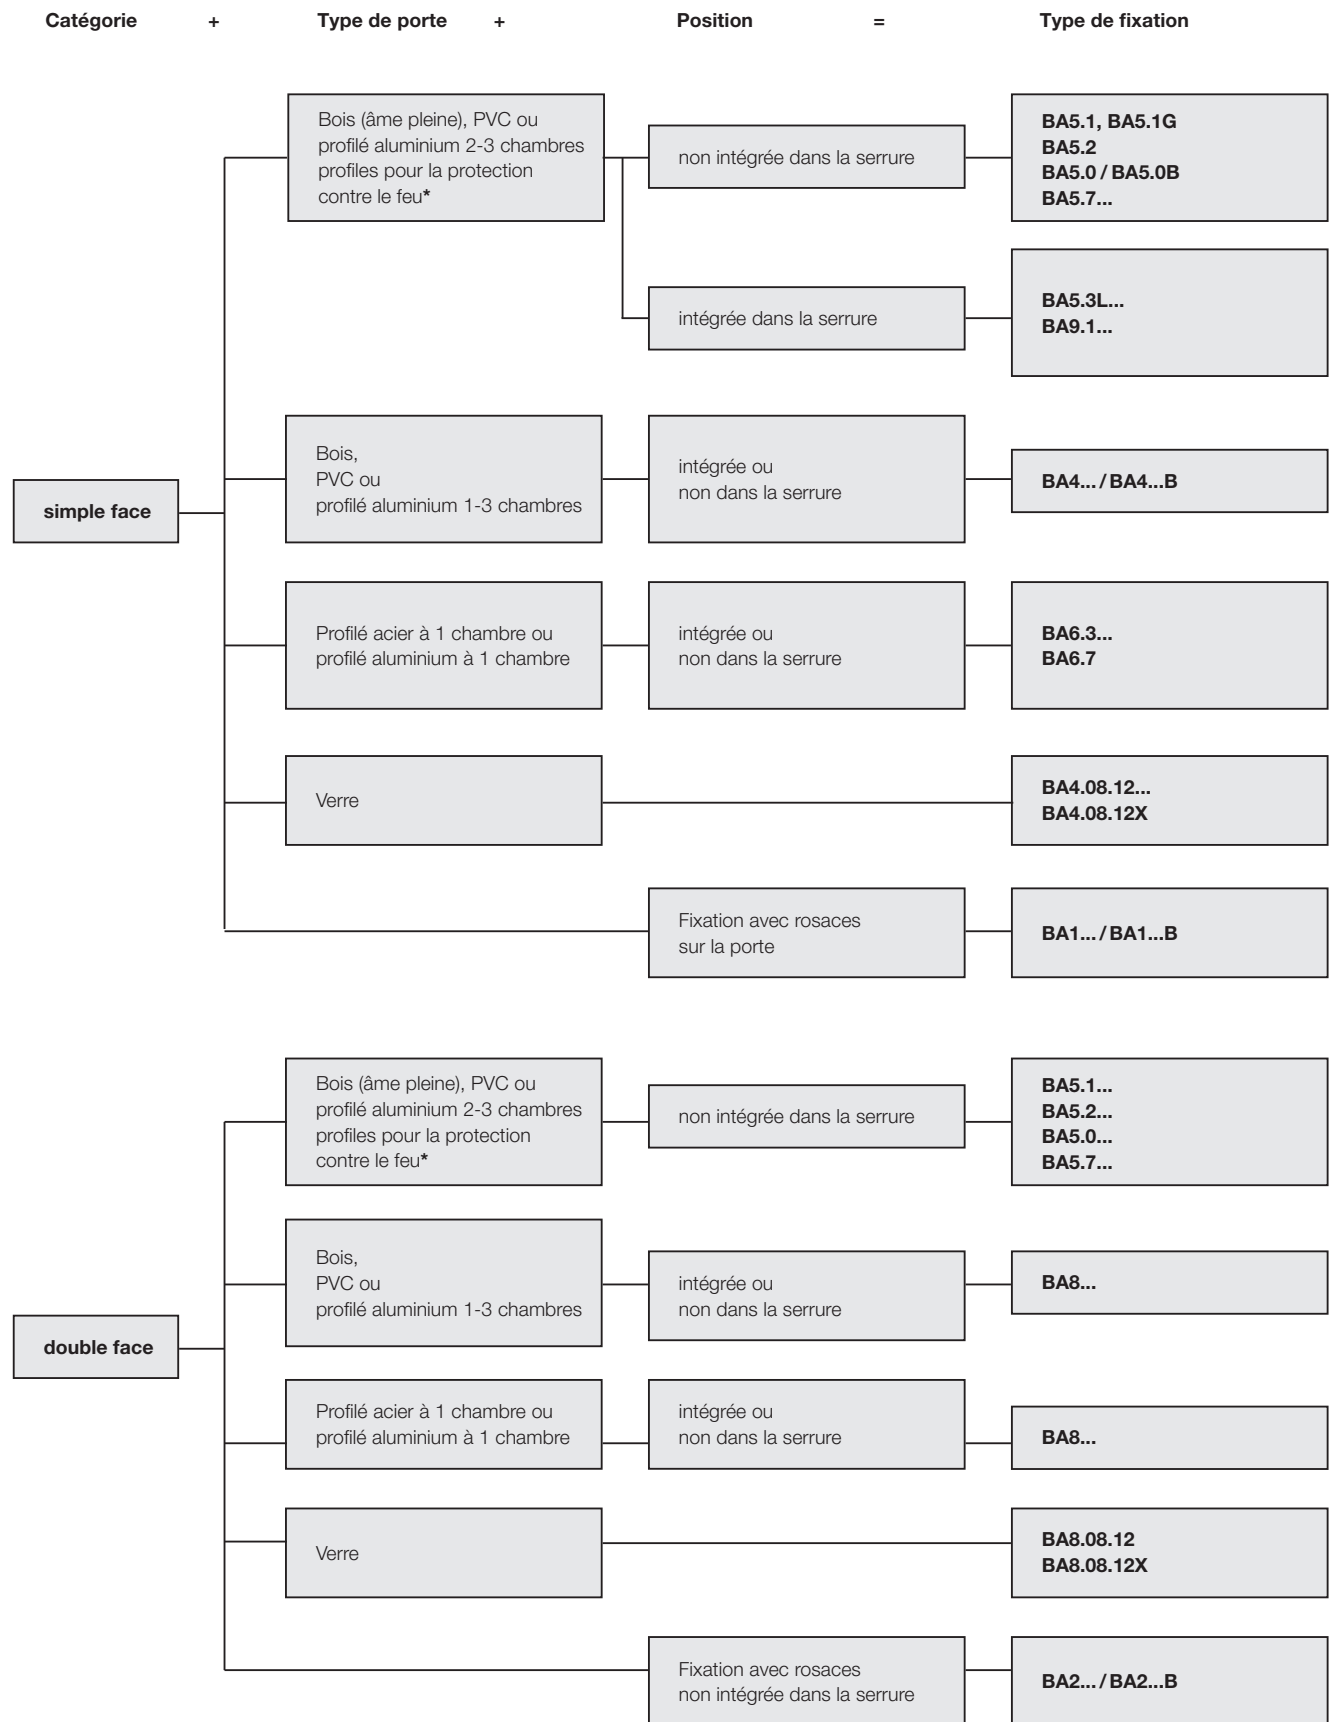 Catégorie + Type de porte + Position = Type de fixation
Bois (âme pleine), PVC ou
profilé aluminium 2-3 chambres
profiles pour la protection
contre le feu*
non intégrée dans la serrure
BA5.1, BA5.1G
BA5.2
BA5.0 / BA5.0B
BA5.7...
intégrée dans la serrure
BA5.3L...
BA9.1...
simple face
Bois,
PVC ou
profilé aluminium 1-3 chambres
intégrée ou
non dans la serrure
BA4... / BA4...B
Profilé acier à 1 chambre ou
profilé aluminium à 1 chambre
intégrée ou
non dans la serrure
BA6.3...
BA6.7
Verre
BA4.08.12...
BA4.08.12X
Fixation avec rosaces
sur la porte
BA1... / BA1...B
Bois (âme pleine), PVC ou
profilé aluminium 2-3 chambres
profiles pour la protection
contre le feu*
non intégrée dans la serrure
BA5.1...
BA5.2...
BA5.0...
BA5.7...
Bois,
PVC ou
profilé aluminium 1-3 chambres
intégrée ou
non dans la serrure
BA8...
double face
Profilé acier à 1 chambre ou
profilé aluminium à 1 chambre
intégrée ou
non dans la serrure
BA8...
Verre
BA8.08.12
BA8.08.12X
Fixation avec rosaces
non intégrée dans la serrure
BA2... / BA2...B